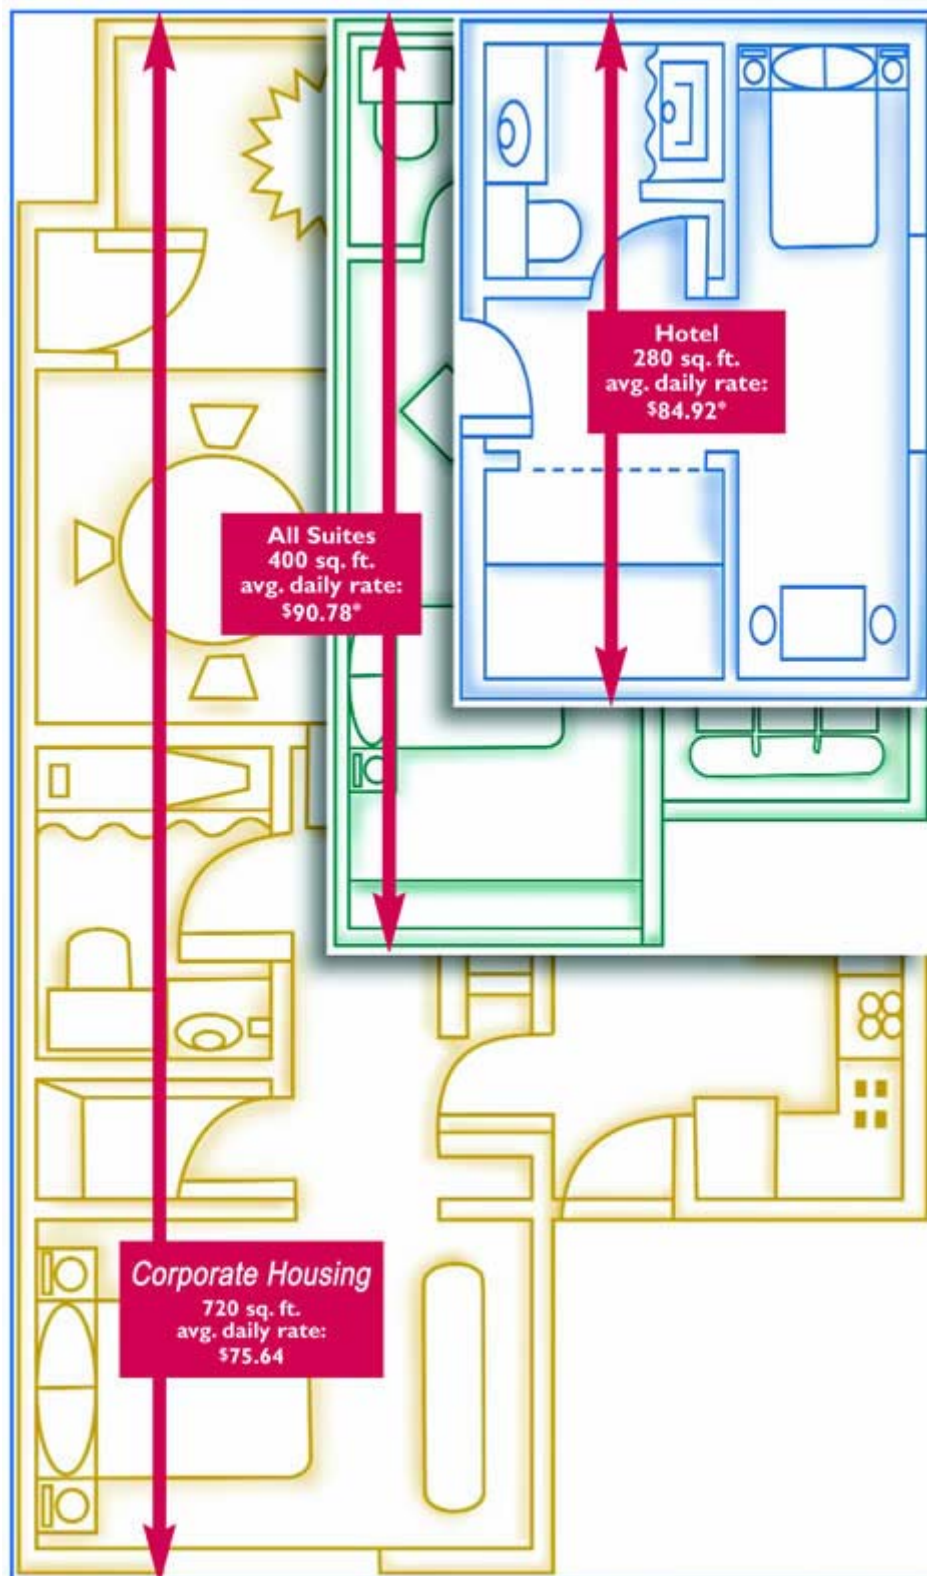 Hotel
280 sq. ft.
avg. daily rate:
$84.92*
All Suites
400 sq. ft.
avg. daily rate:
$90.78*
Corporate Housing
720 sq. ft.
avg. daily rate:
$75.64